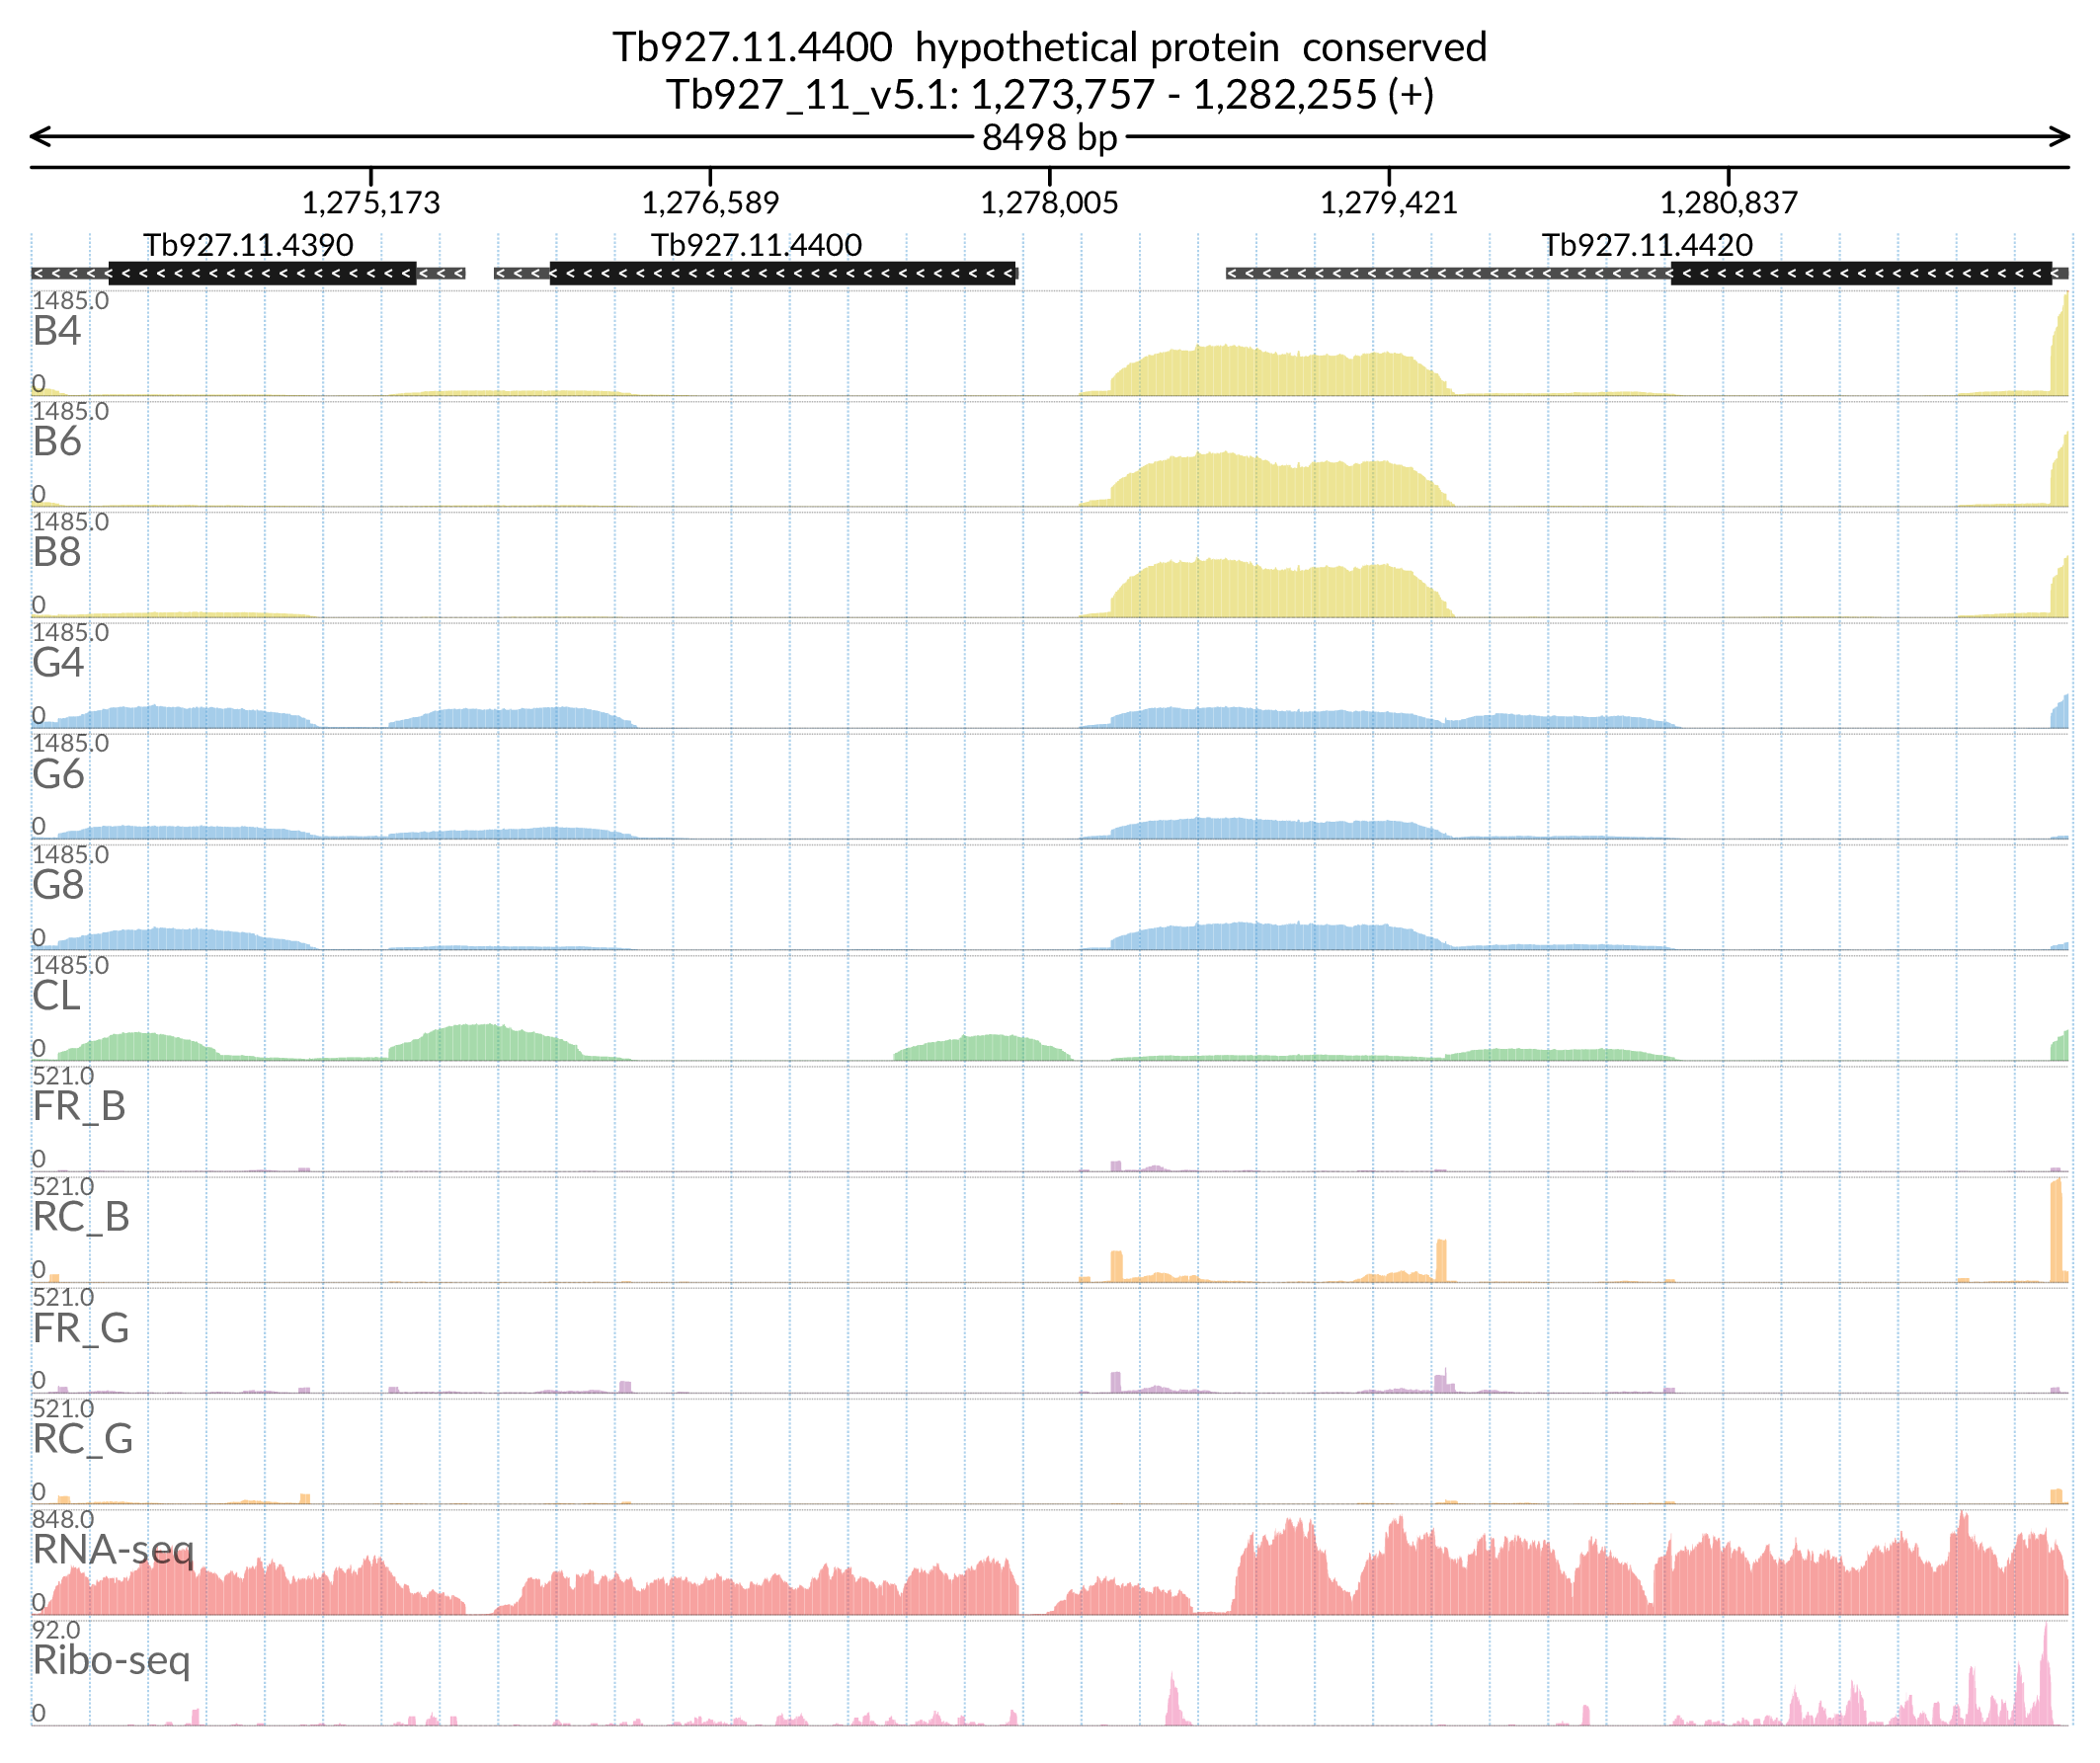 Tb927.11.4400 hypothetical protein conserved
Tb927_11_v5.1: 1,273,757 - 1,282,255 (+)
8498 bp
1,275,173 1,276,589 1,278,005 1,279,421 1,280,837
Tb927.11.4390 Tb927.11.4400 Tb927.11.4420
1485.0
B4
0
1485.0
B6
0
1485.0
B8
0
1485.0
G4
0
1485.0
G6
0
1485.0
G8
0
1485.0
CL
0
521.0
FR_B
0
521.0
RC_B
0
521.0
FR_G
0
521.0
RC_G
0
848.0
RNA-seq
0
92.0
Ribo-seq
0